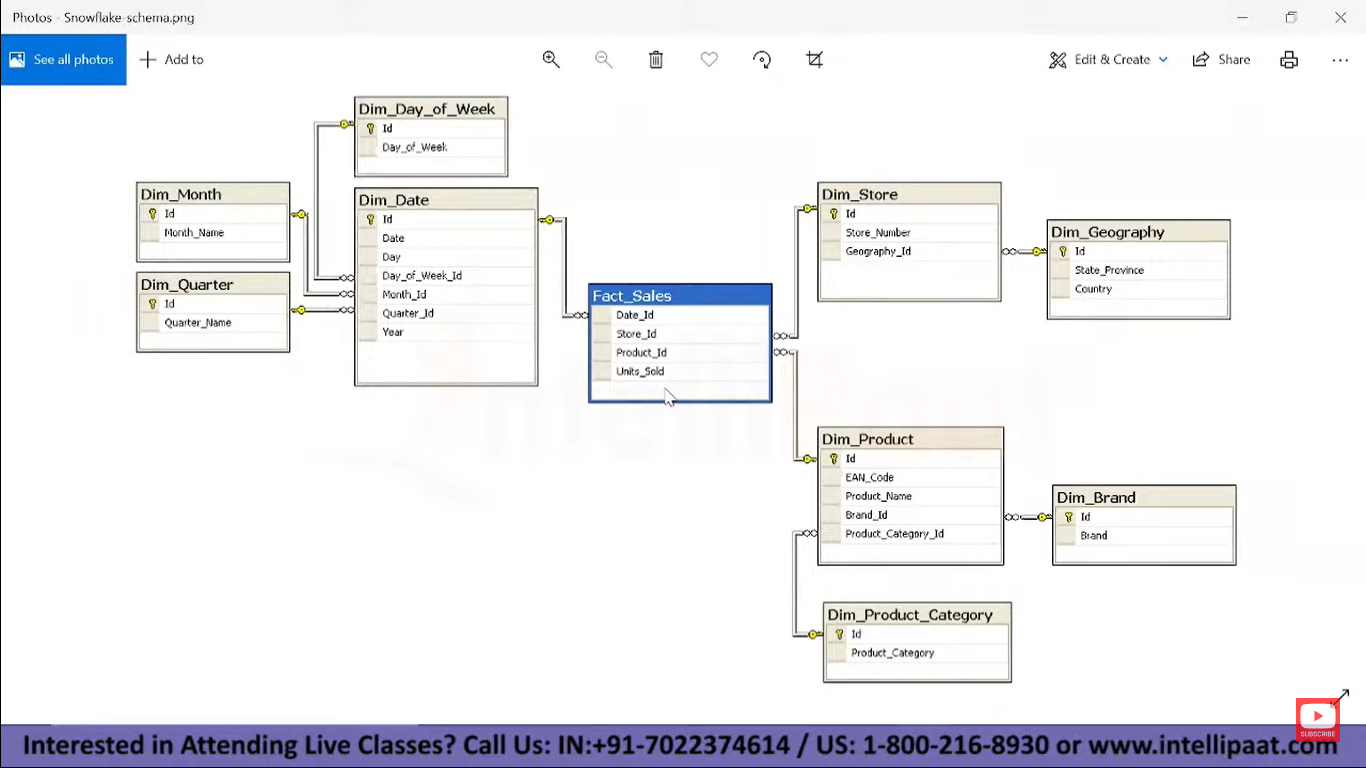 Photos - Snowflake-schema.png
See all photos
Add to
Edit & Create
Share
Dim_Day_of_Week
Id
Day_of_Week
Dim_Month
Id
Month_Name
Dim_Quarter
Id
Quarter_Name
Dim_Date
Id
Date
Day
Day_of_Week_Id
Month_Id
Quarter_Id
Year
Fact_Sales
Date_Id
Store_Id
Product_Id
Units_Sold
Dim_Store
Id
Store_Number
Geography_Id
Dim_Geography
Id
State_Province
Country
Dim_Product
Id
EAN_Code
Product_Name
Brand_Id
Product_Category_Id
Dim_Brand
Id
Brand
Dim_Product_Category
Id
Product_Category
SUBSCRIBE
Interested in Attending Live Classes? Call Us: IN:+91-7022374614 / US: 1-800-216-8930 or www.intellipaat.com